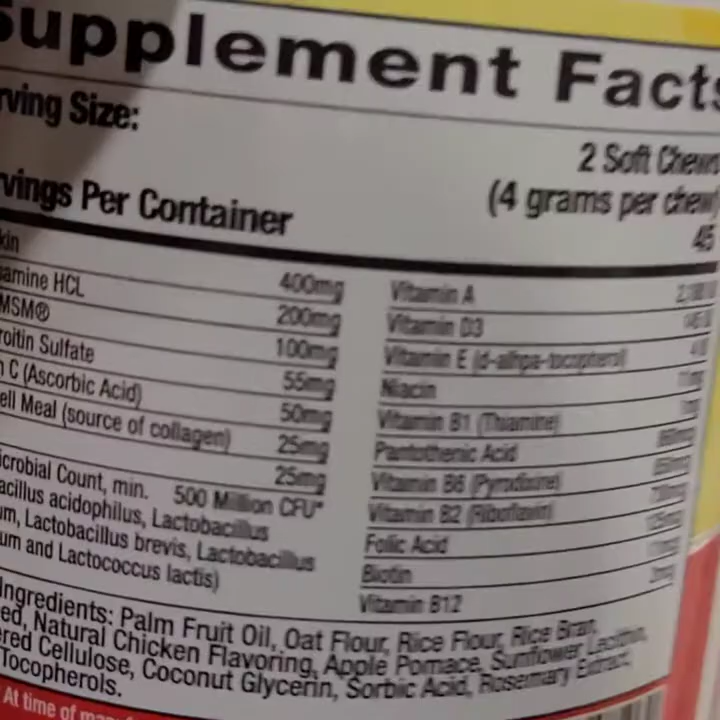 Supplement Facts
rving Size:
2 Soft Chews
(4 grams per chew)
vings Per Container
45
kin 400mg
amine HCL 200mg
MSM® 100mg
roitin Sulfate 55mg
n C (Ascorbic Acid) 50mg
ell Meal (source of collagen) 25mg
25mg
icrobial Count, min. 500 Million CFU*
acillus acidophilus, Lactobacillus
um, Lactobacillus brevis, Lactobacillus
um and Lactococcus lactis)
Vitamin A
Vitamin D3
Vitamin E (d-alhpa-tocopherol)
Niacin
Vitamin B1 (Thiamine)
Pantothenic Acid
Vitamin B6 (Pyridoxine)
Vitamin B2 (Riboflavin)
Folic Acid
Biotin
Vitamin B12
Ingredients: Palm Fruit Oil, Oat Flour, Rice Flour, Rice Bran,
ed, Natural Chicken Flavoring, Apple Pomace, Sunflower Lecithin,
red Cellulose, Coconut Glycerin, Sorbic Acid, Rosemary Extract,
Tocopherols.
At time of